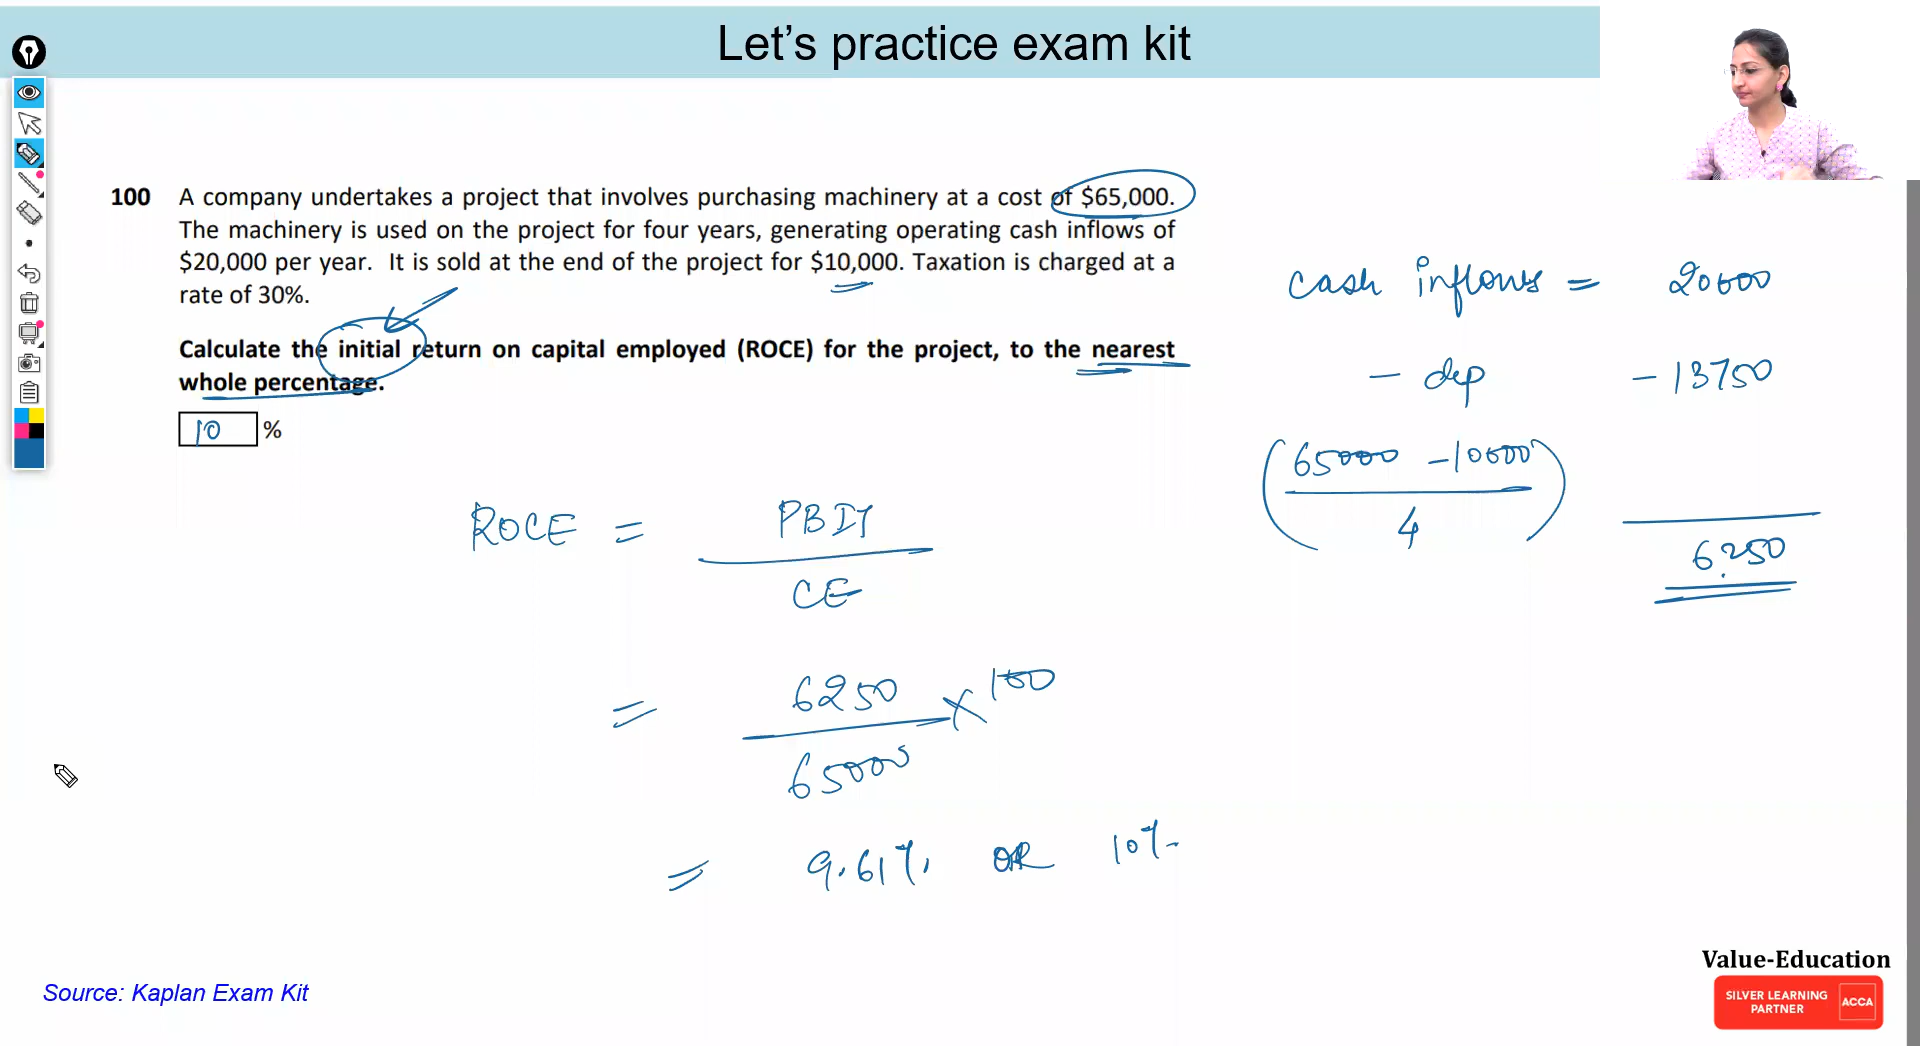 Let's practice exam kit
100 A company undertakes a project that involves purchasing machinery at a cost of $65,000.
The machinery is used on the project for four years, generating operating cash inflows of
$20,000 per year. It is sold at the end of the project for $10,000. Taxation is charged at a
rate of 30%.
Calculate the initial return on capital employed (ROCE) for the project, to the nearest
whole percentage.
10 %
cash inflows = 20000
- dep - 13750
(65000 - 10000)
4
6250
ROCE = PBIT
CE
= 6250 × 100
65000
= 9.61% OR 10%
Source: Kaplan Exam Kit
Value-Education
SILVER LEARNING
PARTNER
ACCA